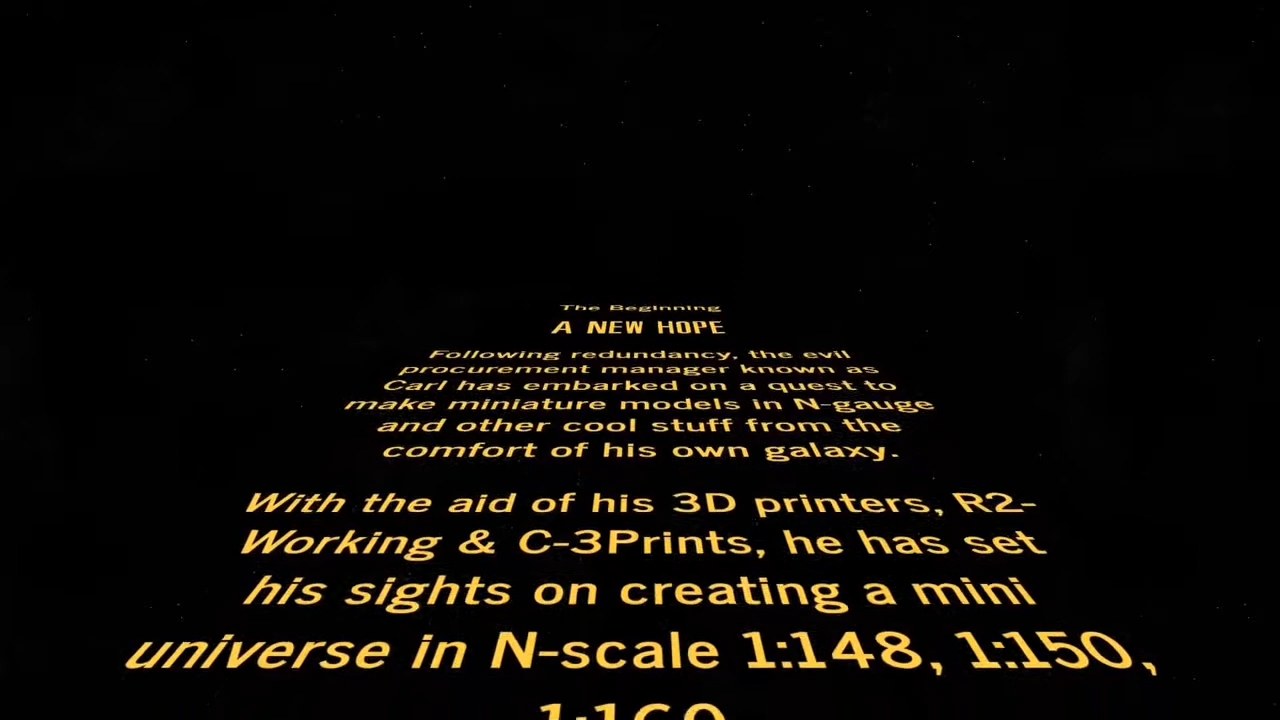 The Beginning
A NEW HOPE
Following redundancy, the evil
procurement manager known as
Carl has embarked on a quest to
make miniature models in N-gauge
and other cool stuff from the
comfort of his own galaxy.
With the aid of his 3D printers, R2-
Working & C-3Prints, he has set
his sights on creating a mini
universe in N-scale 1:148, 1:150,
1:160